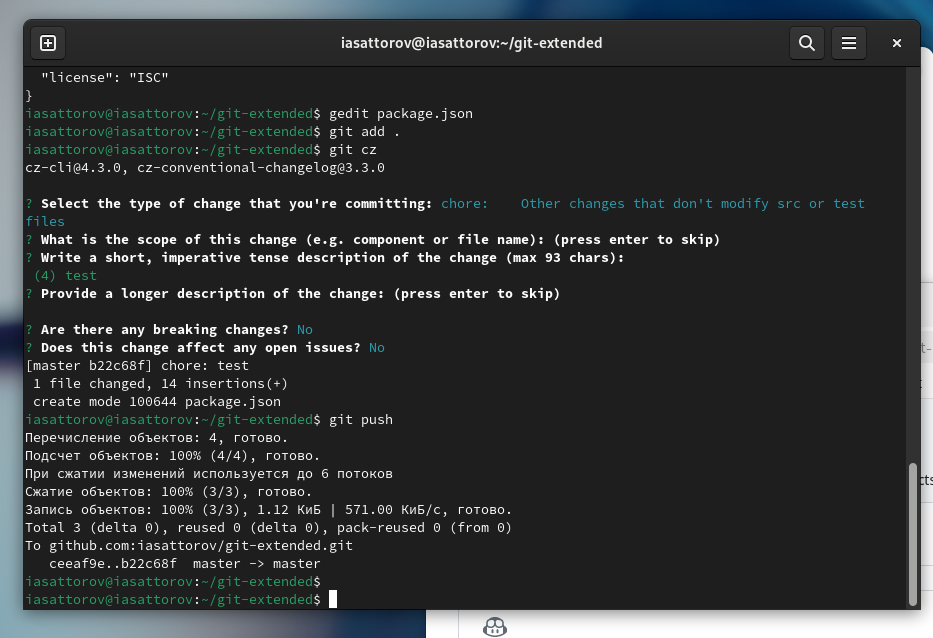 iasattorov@iasattorov:~/git-extended
  "license": "ISC"
}
iasattorov@iasattorov:~/git-extended$ gedit package.json
iasattorov@iasattorov:~/git-extended$ git add .
iasattorov@iasattorov:~/git-extended$ git cz
cz-cli@4.3.0, cz-conventional-changelog@3.3.0
? Select the type of change that you're committing: chore:    Other changes that don't modify src or test
files
? What is the scope of this change (e.g. component or file name): (press enter to skip)
? Write a short, imperative tense description of the change (max 93 chars):
 (4) test
? Provide a longer description of the change: (press enter to skip)
? Are there any breaking changes? No
? Does this change affect any open issues? No
[master b22c68f] chore: test
 1 file changed, 14 insertions(+)
 create mode 100644 package.json
iasattorov@iasattorov:~/git-extended$ git push
Перечисление объектов: 4, готово.
Подсчет объектов: 100% (4/4), готово.
При сжатии изменений используется до 6 потоков
Сжатие объектов: 100% (3/3), готово.
Запись объектов: 100% (3/3), 1.12 КиБ | 571.00 КиБ/с, готово.
Total 3 (delta 0), reused 0 (delta 0), pack-reused 0 (from 0)
To github.com:iasattorov/git-extended.git
   ceeaf9e..b22c68f  master -> master
iasattorov@iasattorov:~/git-extended$
iasattorov@iasattorov:~/git-extended$